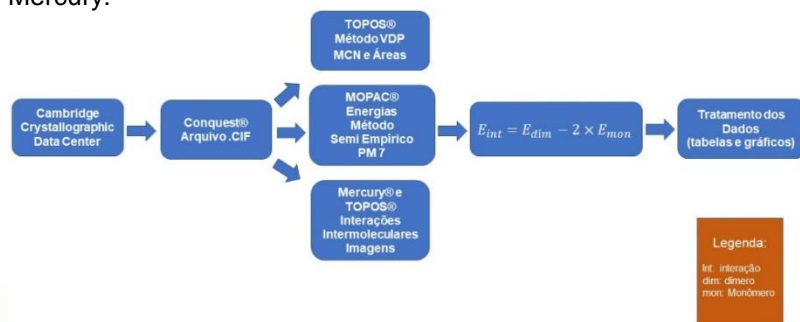 Mercury.
TOPOS®
Método VDP
MCN e Áreas
Cambridge
Crystallographic
Data Center
Conquest®
Arquivo .CIF
MOPAC®
Energias
Método
Semi Empírico
PM 7
E_int = E_dim − 2 × E_mon
Tratamento dos
Dados
(tabelas e gráficos)
Mercury® e
TOPOS®
Interações
Intermoleculares
Imagens
Legenda:
Int: interação
dim: dímero
mon: Monômero